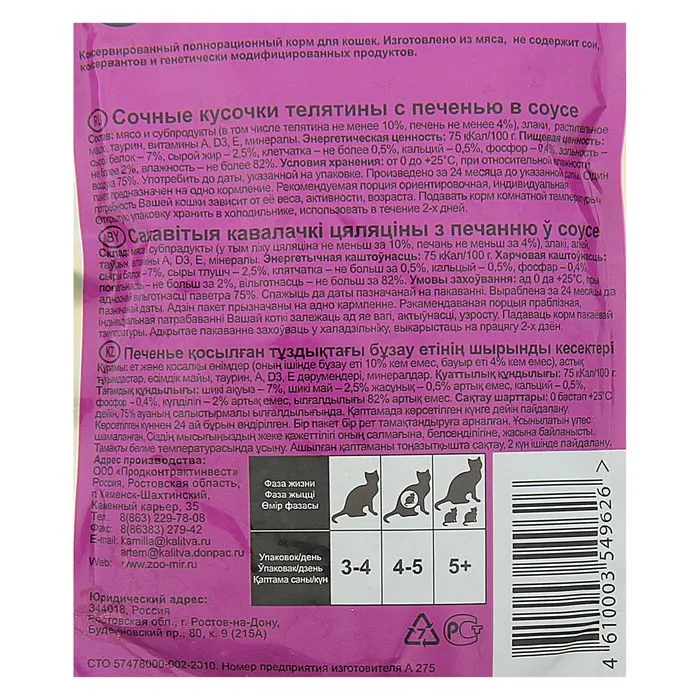 Консервированный полнорационный корм для кошек. Изготовлено из мяса, не содержит сои,
консервантов и генетически модифицированных продуктов.
RU Сочные кусочки телятины с печенью в соусе
Состав: мясо и субпродукты (в том числе телятина не менее 10%, печень не менее 4%), злаки, растительное
масло, таурин, витамины A, D3, E, минералы. Энергетическая ценность: 75 кКал/100 г. Пищевая ценность:
сырой белок – 7%, сырой жир – 2,5%, клетчатка – не более 0,5%, кальций – 0,5%, фосфор – 0,4%, зольность –
не более 2%, влажность – не более 82%. Условия хранения: от 0 до +25°С, при относительной влажности
воздуха 75%. Употребить до даты, указанной на упаковке. Произведено за 24 месяца до указанной даты. Один
пакет предназначен на одно кормление. Рекомендуемая порция ориентировочная, индивидуальная
потребность Вашей кошки зависит от её веса, активности, возраста. Подавать корм комнатной температуры.
Открытую упаковку хранить в холодильнике, использовать в течение 2-х дней.
BY Сакавітыя кавалачкі цяляціны з печанню ў соусе
Склад: мяса субпрадукты (у тым ліку цяляціна не меньш за 10%, печань не меньш за 4%), злакі, алей,
таўрын, вітаміны A, D3, E, мінералы. Энергетычная каштоўнасць: 75 кКал/100 г. Харчовая каштоўнасць:
сыры бялок –7%, сыры тлушч – 2,5%, клетчатка – не больш за 0,5%, кальцый – 0,5%, фосфар – 0,4%,
попельнасць – не больш за 2%, вільготнасць – не больш за 82%. Умовы захоўвання: ад 0 да +25°С, пры
адноснай вільготнасці паветра 75%. Спажыць да даты пазначанай на пакаванні. Выраблена за 24 месяца да
пазначанай даты. Адзін пакет прызначаны на адно кармленне. Рэкамендаваная порцыя прыблізная,
індывідуальная патрабаванні Вашай коткі залежаць ад яе вагі, актыўнасці, узросту. Падаваць корм пакаёвай
тэмпературы. Адкрытае пакаванне захоўваць у халадзільніку, выкарыстаць на працягу 2-х дзён.
KZ Печенье қосылған тұздықтағы бұзау етінің шырынды кесектері
Құрамы: ет және қосалқы өнімдер (оның ішінде бұзау еті 10% кем емес, бауыр еті 4% кем емес), астық
тұқымдастар, өсімдік майы, таурин, A, D3, E дәрумендері, минералдар. Қуаттылық құндылығы: 75 кКал/100 г.
Тағамдық құндылығы: шикі ақуыз – 7%, шикі май – 2,5% жасұнық – 0,5% артық емес, кальций – 0,5%,
фосфор – 0,4%, күлділігі – 2% артық емес, ылғалдылығы 82% артық емес. Сақтау шарттары: 0 бастап +25°С
дейін, 75% ауаның салыстырмалы ылғалдылығымен. Қаптамада көрсетілген күнге дейін пайдалану.
Көрсетілген күннен 24 ай бұрын өндірілген. Бір пакет бір рет тамақтандыруға арналған. Ұсынылатын үлес
шамаланған, Сіздің мысығыңыздың жеке қажеттілігі оның салмағына, белсенділігіне, жасына байланысты.
Тамақты бөлме температурасында ұсыну. Ашылған қаптаманы тоңазытқышта сақтау, 2 күн ішінде пайдалану.
Адрес производства:
ООО «Продконтрактинвест»
Россия, Ростовская область,
г. Каменск-Шахтинский,
Каменный карьер, 35
Тел.: 8(863) 229-78-08
Факс: 8(86383) 279-42
E-mail: kamilla@kalitva.ru
artem@kalitva.donpac.ru
Web: www.zoo-mir.ru
Юридический адрес:
344018, Россия
Ростовская обл., г. Ростов-на-Дону,
Буденновский пр., 80, к. 9 (215А)
Фаза жизни
Фаза жыцці
Өмір фазасы
Упаковок/день
Упаковак/дзень
Қаптама саны/күн
3-4
4-5
5+
7
РСТ
4 610003 549626 >
СТО 57478000-002-2010. Номер предприятия изготовителя А 275